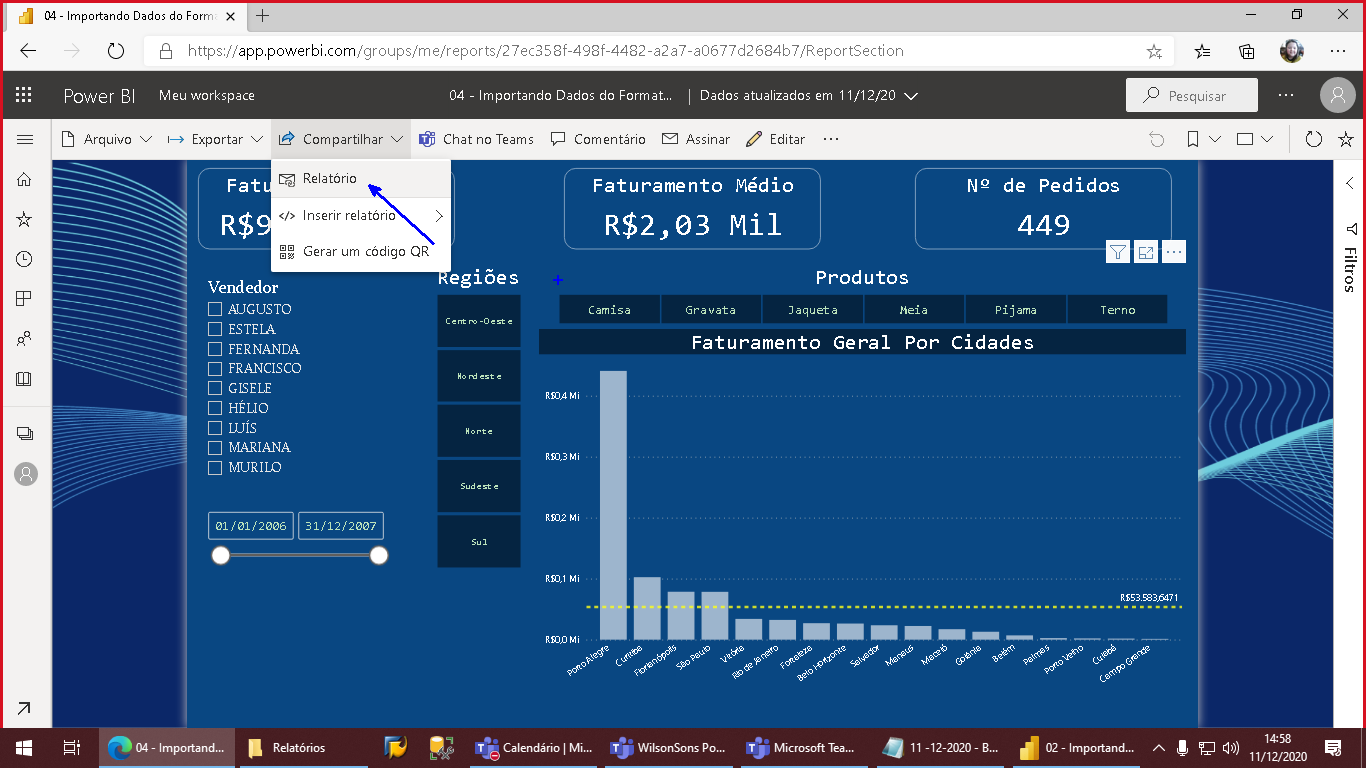 04 - Importando Dados do Forma
https://app.powerbi.com/groups/me/reports/27ec358f-498f-4482-a2a7-a0677d2684b7/ReportSection
Power BI Meu workspace 04 - Importando Dados do Format... | Dados atualizados em 11/12/20 Pesquisar
Arquivo Exportar Compartilhar Chat no Teams Comentário Assinar Editar
Relatório
</> Inserir relatório
Gerar um código QR
Fatu
R$9
Faturamento Médio
R$2,03 Mil
Nº de Pedidos
449
Filtros
Vendedor
AUGUSTO
ESTELA
FERNANDA
FRANCISCO
GISELE
HÉLIO
LUÍS
MARIANA
MURILO
01/01/2006 31/12/2007
Regiões
Centro-Oeste
Nordeste
Norte
Sudeste
Sul
Produtos
Camisa Gravata Jaqueta Meia Pijama Terno
Faturamento Geral Por Cidades
R$0,4 Mi
R$0,3 Mi
R$0,2 Mi
R$0,1 Mi
R$0,0 Mi
R$53.583,6471
Porto Alegre Curitiba Florianópolis São Paulo Vitória Rio de Janeiro Fortaleza Belo Horizonte Salvador Manaus Maceió Goiânia Belém Palmas Porto Velho Cuiabá Campo Grande
04 - Importand... Relatórios Calendário | Mi... WilsonSons Po... Microsoft Tea... 11 -12-2020 - B... 02 - Importand...
14:58
11/12/2020